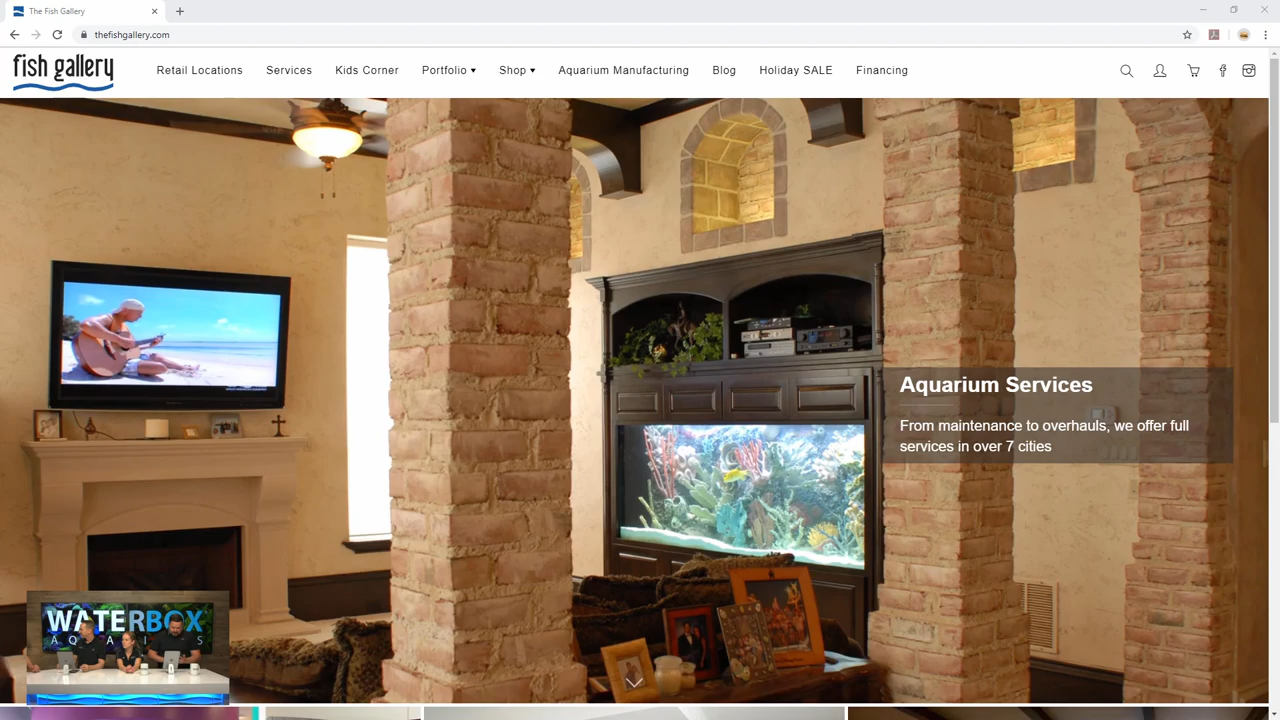 The Fish Gallery
thefishgallery.com
fish gallery
Retail Locations Services Kids Corner Portfolio Shop Aquarium Manufacturing Blog Holiday SALE Financing
Aquarium Services
From maintenance to overhauls, we offer full
services in over 7 cities
WATERBOX